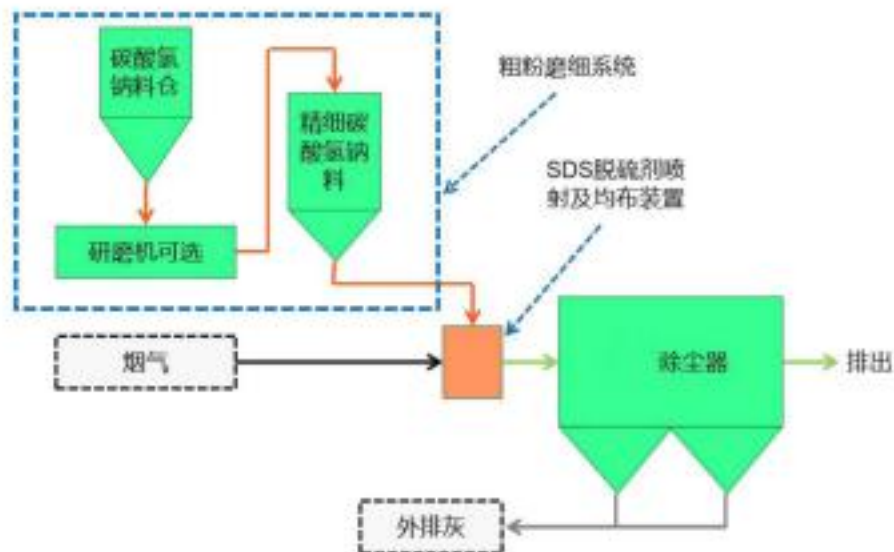 碳酸氢
钠料仓
精细碳
酸氢钠
料
研磨机可选
粗粉磨细系统
SDS脱硫剂喷
射及均布装置
烟气
除尘器
排出
外排灰